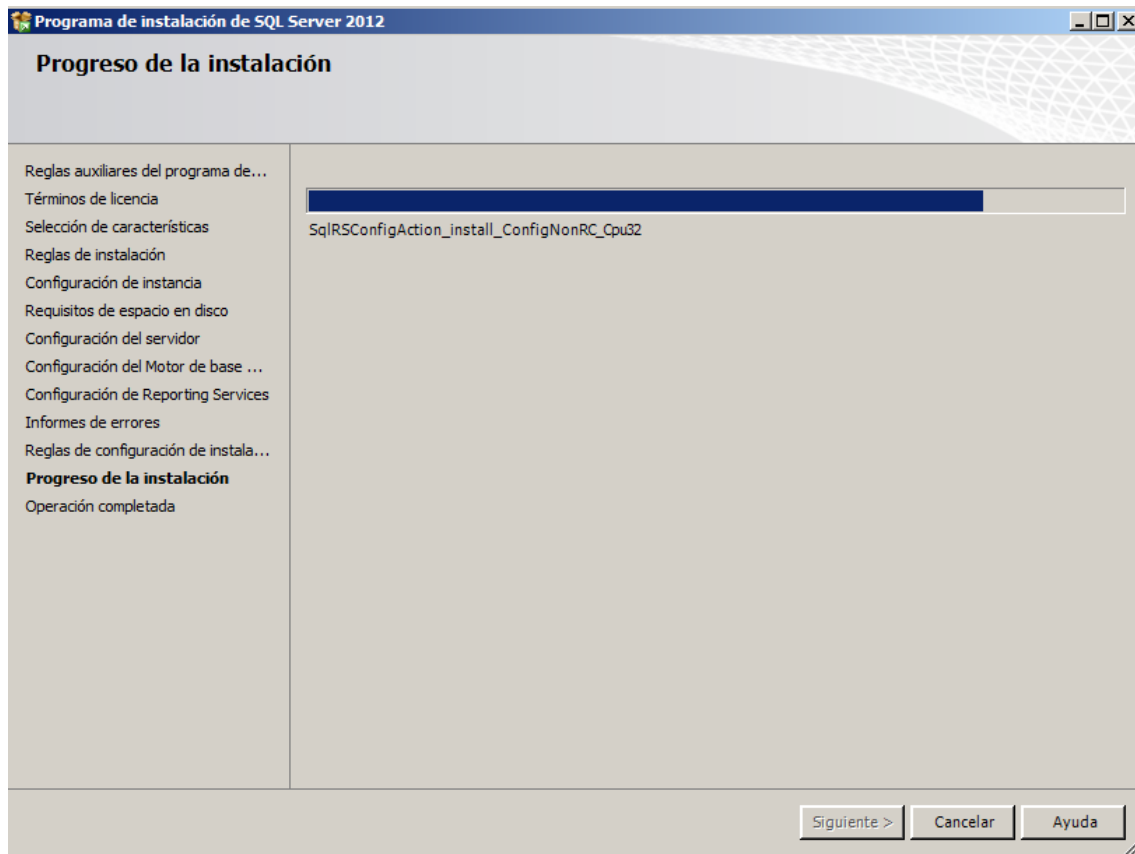 Programa de instalación de SQL Server 2012
Progreso de la instalación
Reglas auxiliares del programa de...
Términos de licencia
Selección de características
Reglas de instalación
Configuración de instancia
Requisitos de espacio en disco
Configuración del servidor
Configuración del Motor de base ...
Configuración de Reporting Services
Informes de errores
Reglas de configuración de instala...
Progreso de la instalación
Operación completada
SqlRSConfigAction_install_ConfigNonRC_Cpu32
Siguiente >
Cancelar
Ayuda